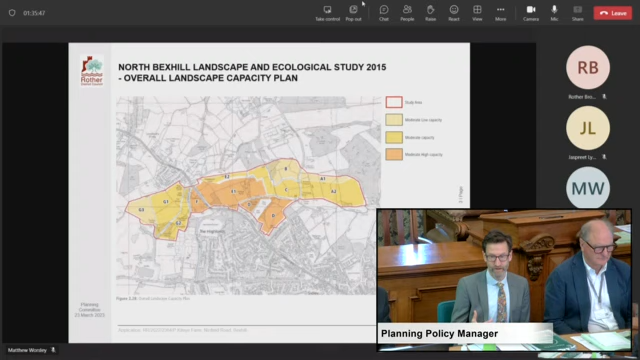 01:35:47
Take control
Pop out
Chat
People
Raise
React
View
More
Camera
Mic
Share
Leave
Rother
NORTH BEXHILL LANDSCAPE AND ECOLOGICAL STUDY 2015
- OVERALL LANDSCAPE CAPACITY PLAN
Study Area
Moderate Low capacity
Moderate capacity
Moderate High capacity
Planning
Committee
RB
Rother Bro...
JL
Jaspreet Ly...
MW
Planning Policy Manager
Matthew Worsley